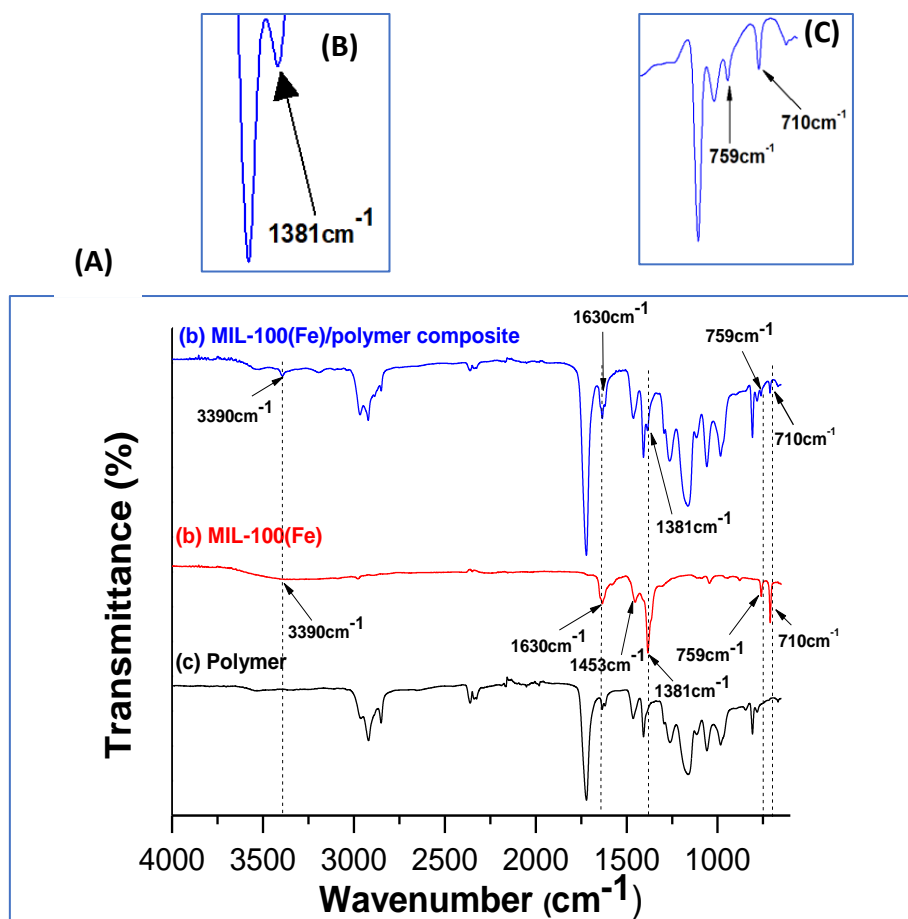 (B)
1381cm⁻¹
(C)
759cm⁻¹
710cm⁻¹
(A)
(b) MIL-100(Fe)/polymer composite
1630cm⁻¹
759cm⁻¹
3390cm⁻¹
710cm⁻¹
1381cm⁻¹
(b) MIL-100(Fe)
3390cm⁻¹
1630cm⁻¹
1453cm⁻¹
759cm⁻¹
710cm⁻¹
1381cm⁻¹
(c) Polymer
Transmittance (%)
4000 3500 3000 2500 2000 1500 1000
Wavenumber (cm⁻¹)